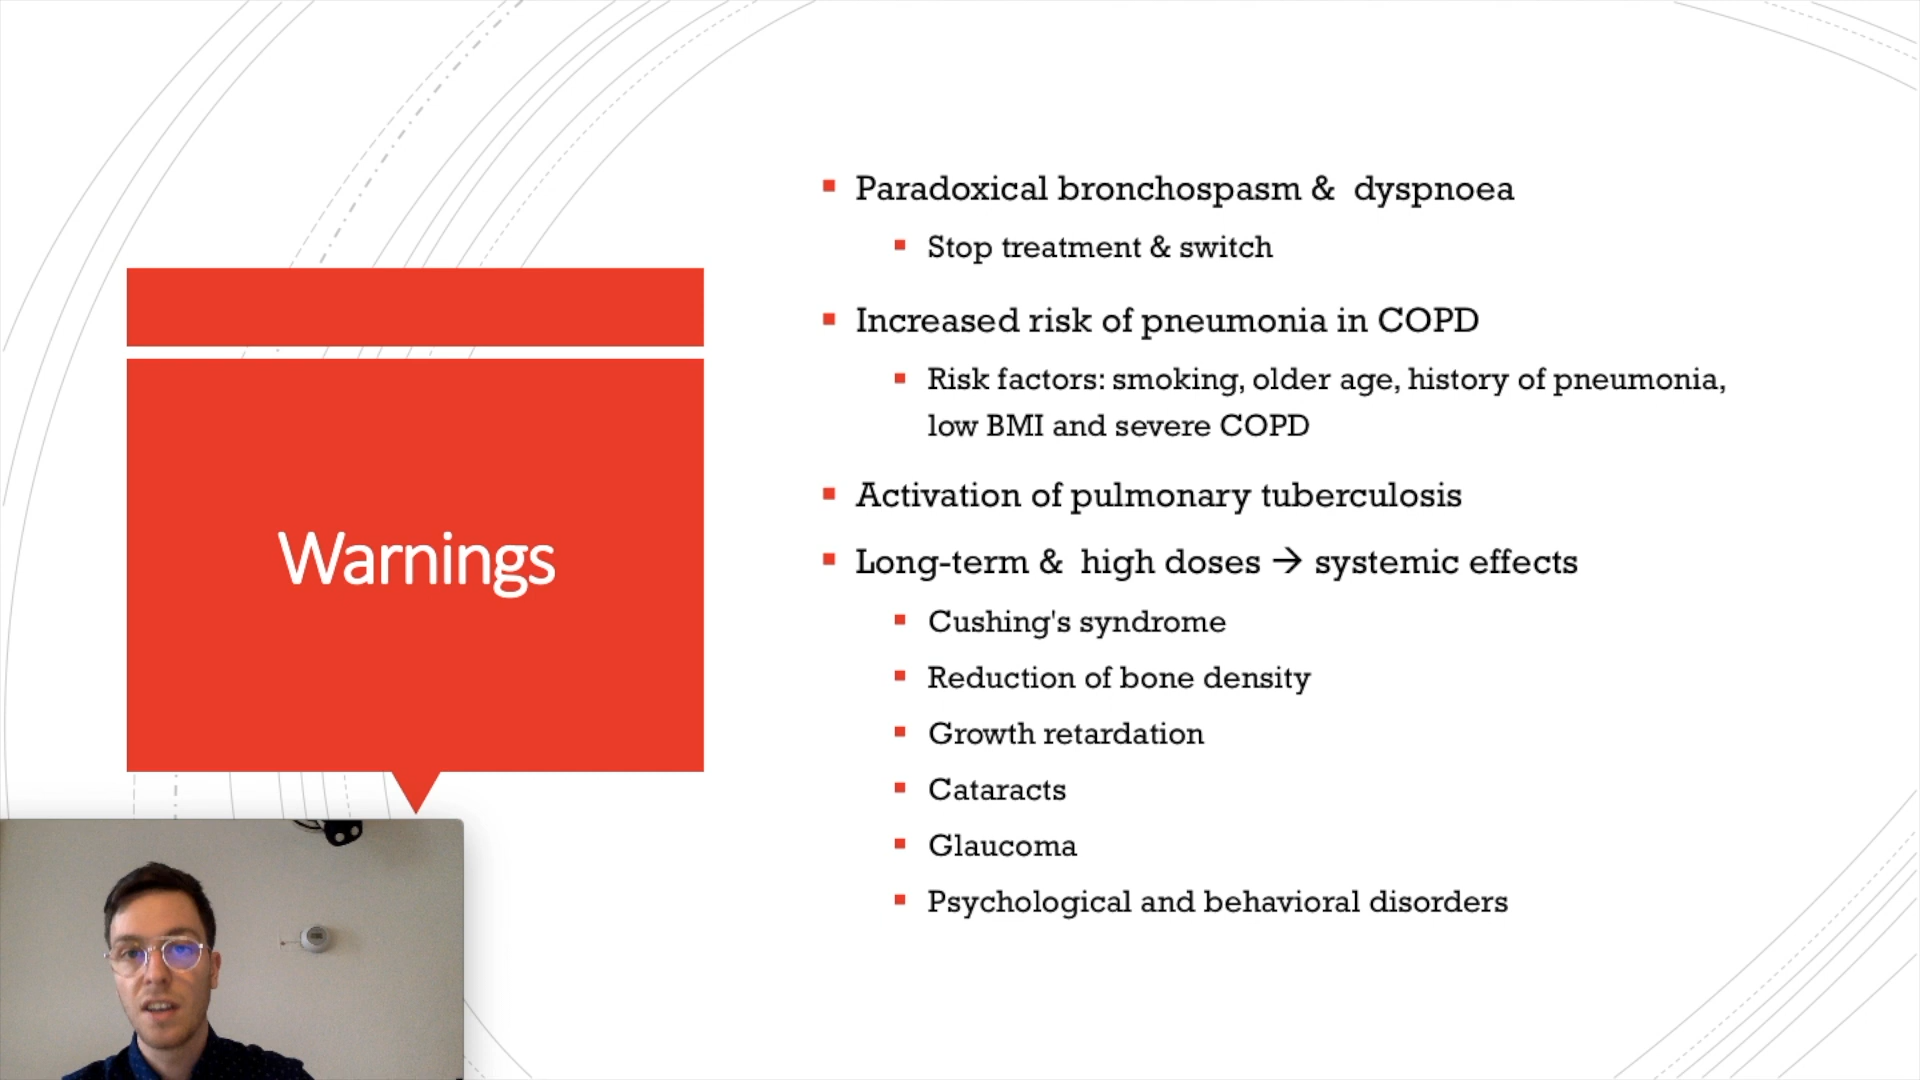 Warnings
Paradoxical bronchospasm &  dyspnoea
Stop treatment & switch
Increased risk of pneumonia in COPD
Risk factors: smoking, older age, history of pneumonia,
low BMI and severe COPD
Activation of pulmonary tuberculosis
Long-term &  high doses → systemic effects
Cushing's syndrome
Reduction of bone density
Growth retardation
Cataracts
Glaucoma
Psychological and behavioral disorders